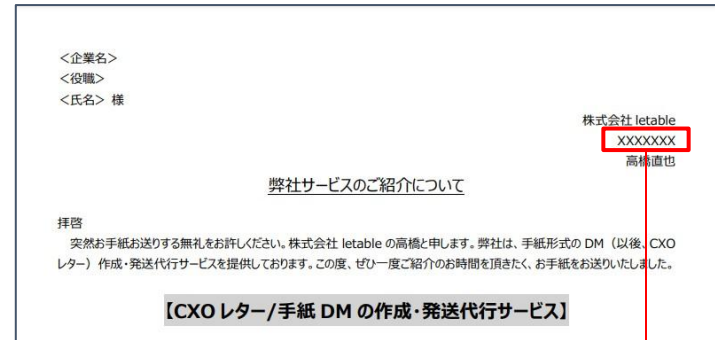 <企業名>
<役職>
<氏名> 様
株式会社 letable
XXXXXXX
高橋直也
弊社サービスのご紹介について
拝啓
突然お手紙お送りする無礼をお許しください。株式会社 letable の高橋と申します。弊社は、手紙形式の DM（以後、CXO
レター）作成・発送代行サービスを提供しております。この度、ぜひ一度ご紹介のお時間を頂きたく、お手紙をお送りいたしました。
【CXO レター/手紙 DM の作成・発送代行サービス】